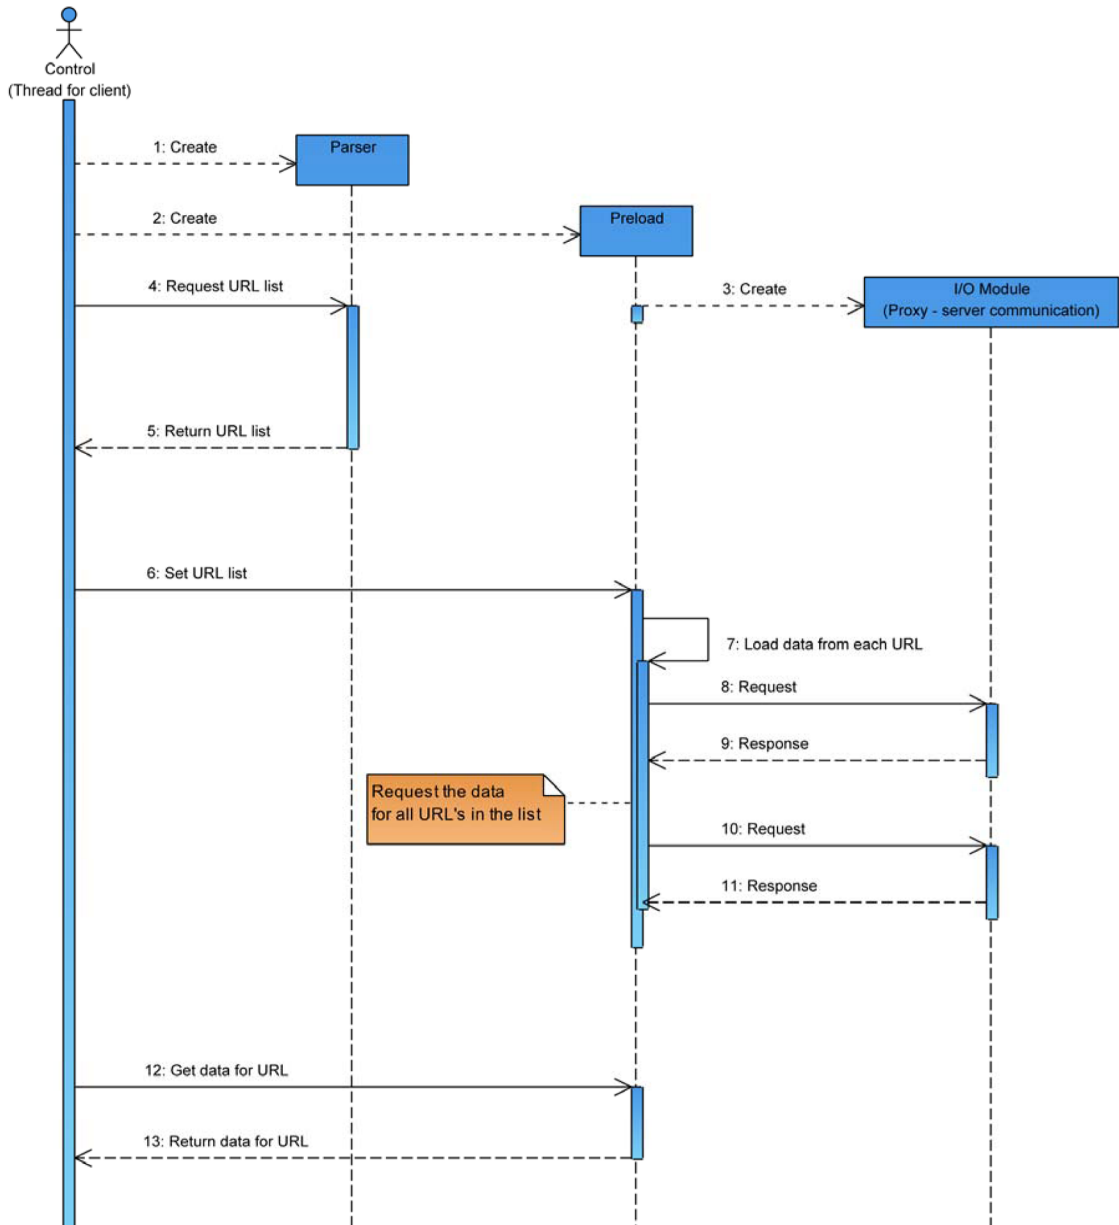 Control
(Thread for client)
1: Create
Parser
2: Create
Preload
4: Request URL list
3: Create
I/O Module
(Proxy - server communication)
5: Return URL list
6: Set URL list
7: Load data from each URL
8: Request
9: Response
Request the data
for all URL's in the list
10: Request
11: Response
12: Get data for URL
13: Return data for URL